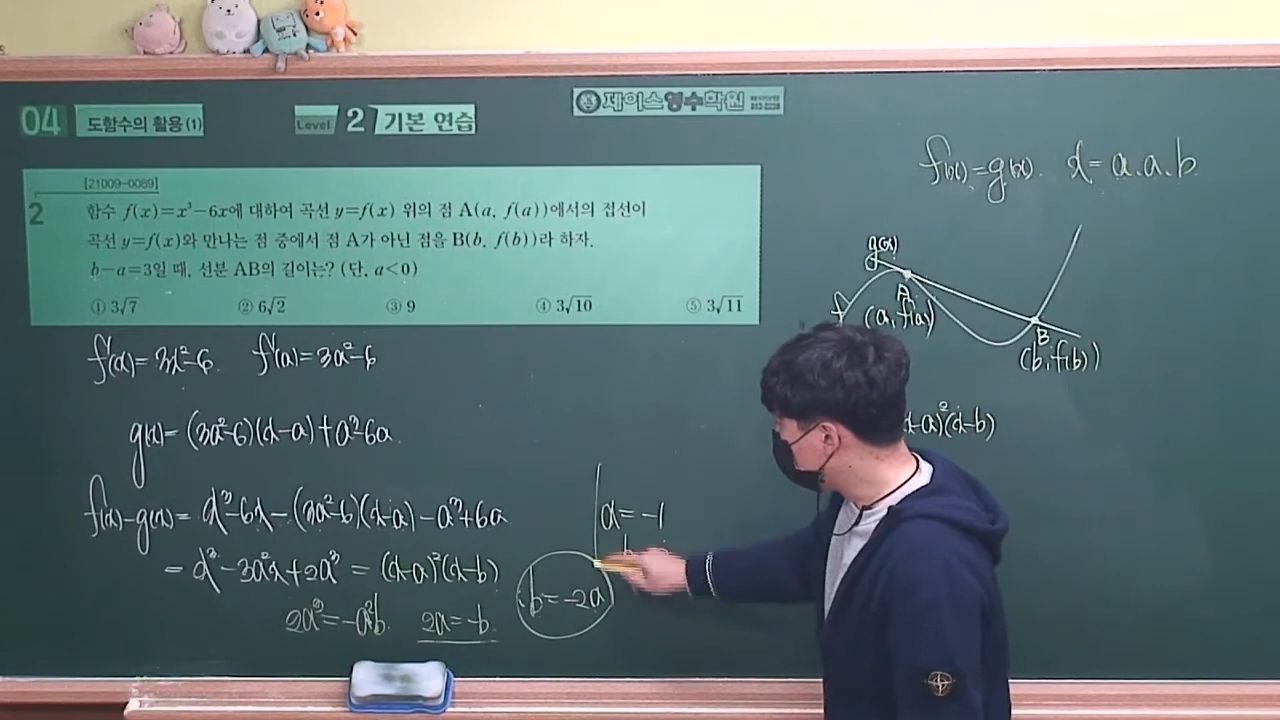 04 도함수의 활용(1)
Level 2 기본 연습
제이스영수학원
[21009-0089]
2
함수 f(x)=x³-6x에 대하여 곡선 y=f(x) 위의 점 A(a, f(a))에서의 접선이
곡선 y=f(x)와 만나는 점 중에서 점 A가 아닌 점을 B(b, f(b))라 하자.
b-a=3일 때, 선분 AB의 길이는? (단, a<0)
① 3√7 ② 6√2 ③ 9 ④ 3√10 ⑤ 3√11
f'(x)=3x²-6 f'(a)=3a²-6
g(x)=(3a²-6)(x-a)+a³-6a
f(x)-g(x)=x³-6x-(3a²-6)(x-a)-a³+6a
=x³-3a²x+2a³=(x-a)²(x-b)
2a³=-a²b 2a=-b
b=-2a
a=-1
f(x)=g(x) x=a, a, b
g(x)
f
A
(a, f(a))
B
(b, f(b))
(x-a)²(x-b)